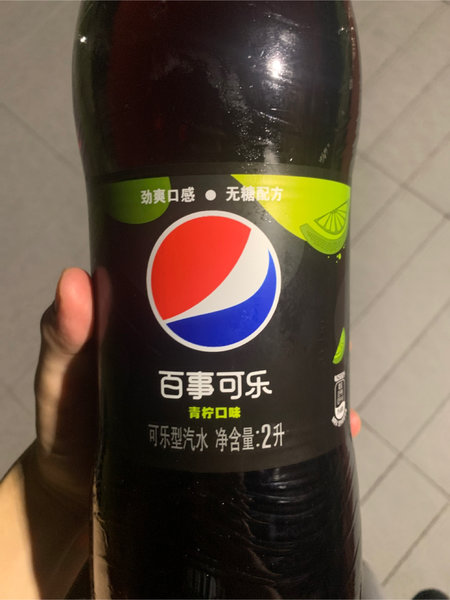 劲爽口感 ● 无糖配方
百事可乐
青柠口味
可乐型汽水 净含量:2升